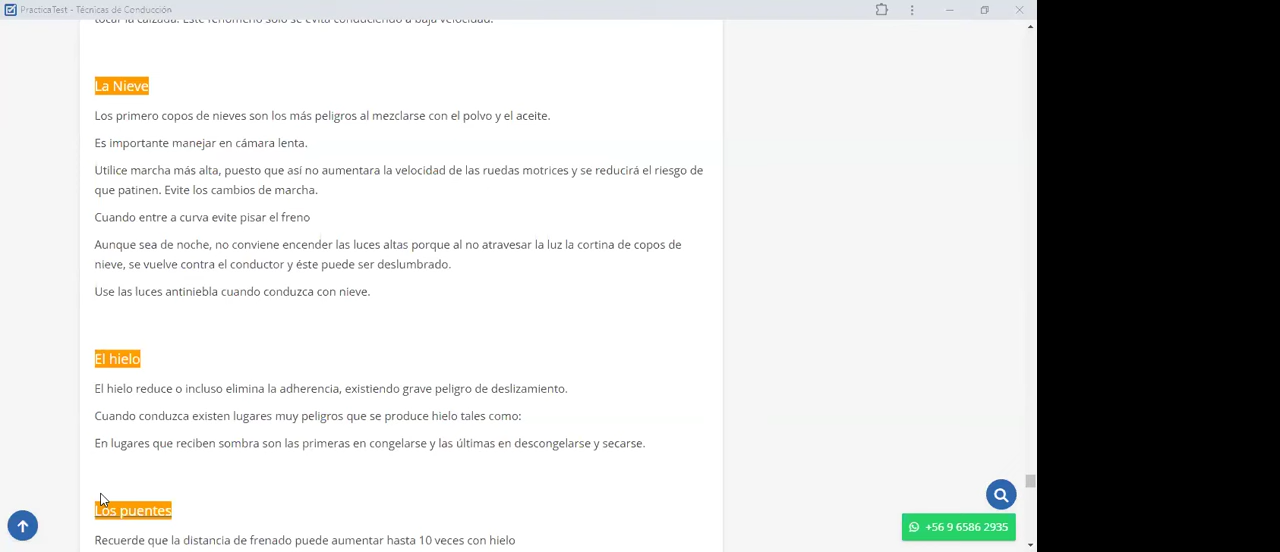 PracticaTest - Técnicas de Conducción
tocar la calzada. Este fenómeno solo se evita conduciendo a baja velocidad.
La Nieve
Los primero copos de nieves son los más peligros al mezclarse con el polvo y el aceite.
Es importante manejar en cámara lenta.
Utilice marcha más alta, puesto que así no aumentara la velocidad de las ruedas motrices y se reducirá el riesgo de
que patinen. Evite los cambios de marcha.
Cuando entre a curva evite pisar el freno
Aunque sea de noche, no conviene encender las luces altas porque al no atravesar la luz la cortina de copos de
nieve, se vuelve contra el conductor y éste puede ser deslumbrado.
Use las luces antiniebla cuando conduzca con nieve.
El hielo
El hielo reduce o incluso elimina la adherencia, existiendo grave peligro de deslizamiento.
Cuando conduzca existen lugares muy peligros que se produce hielo tales como:
En lugares que reciben sombra son las primeras en congelarse y las últimas en descongelarse y secarse.
Los puentes
+56 9 6586 2935
Recuerde que la distancia de frenado puede aumentar hasta 10 veces con hielo